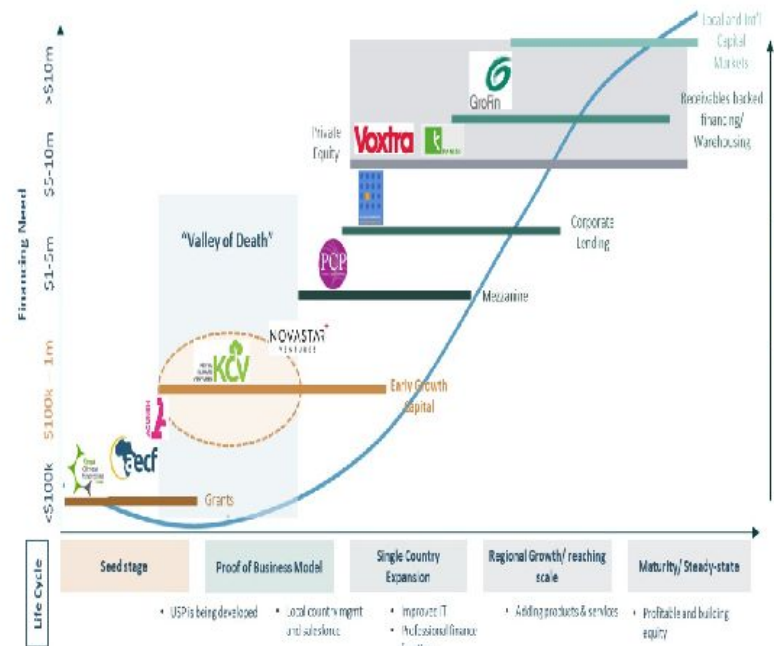 Local and Int'l
Capital
Markets
>$10m
GroFin
Receivables backed
financing/
Warehousing
Private
Equity
Voxtra
$5-10m
Financing Need
"Valley of Death"
Corporate
Lending
$1-5m
PCP
Mezzanine
NOVASTAR
VENTURES
KCV
$100k - 1m
Early Growth
Capital
aecf
<$100k
Grants
Life Cycle
Seed stage
Proof of Business Model
Single Country
Expansion
Regional Growth/ reaching
scale
Maturity/ Steady-state
• USP is being developed
• Local country mgmt
and salesforce
• Improved IT
• Professional finance
• Adding products & services
• Profitable and building
equity